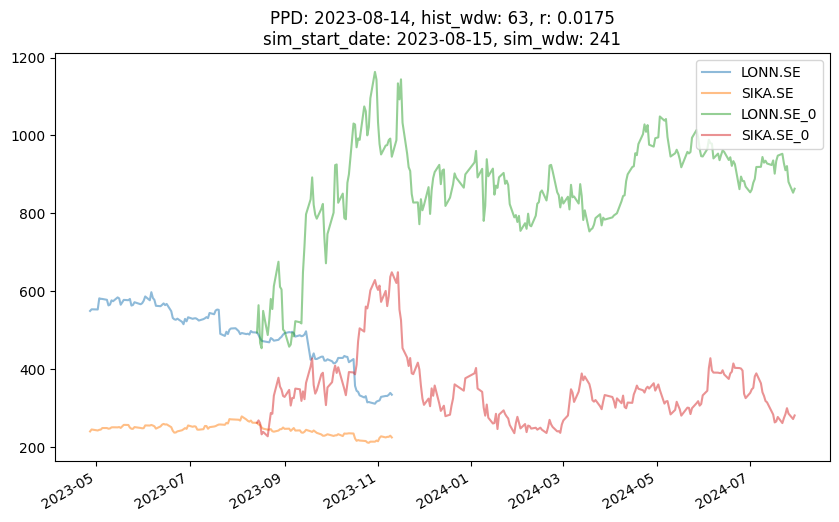 PPD: 2023-08-14, hist_wdw: 63, r: 0.0175
sim_start_date: 2023-08-15, sim_wdw: 241
1200
1000
800
600
400
200
LONN.SE
SIKA.SE
LONN.SE_0
SIKA.SE_0
2023-05
2023-07
2023-09
2023-11
2024-01
2024-03
2024-05
2024-07